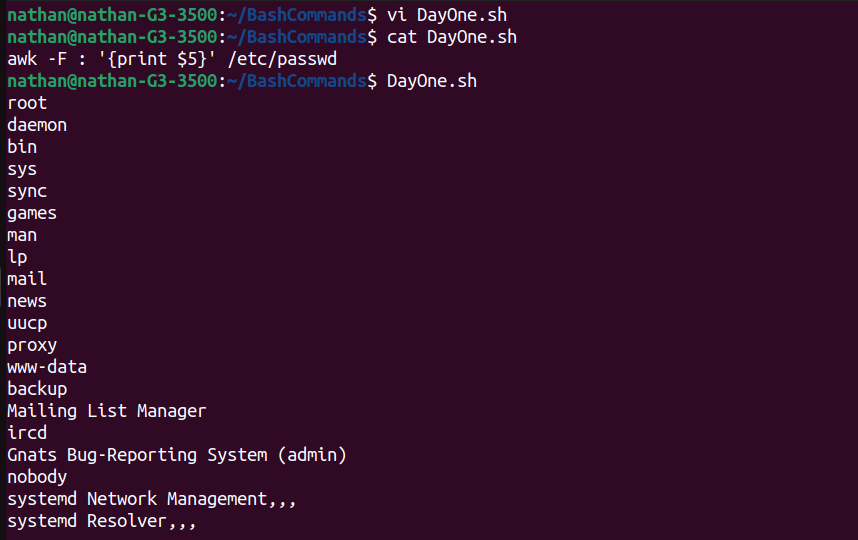 nathan@nathan-G3-3500:~/BashCommands$ vi DayOne.sh
nathan@nathan-G3-3500:~/BashCommands$ cat DayOne.sh
awk -F : '{print $5}' /etc/passwd
nathan@nathan-G3-3500:~/BashCommands$ DayOne.sh
root
daemon
bin
sys
sync
games
man
lp
mail
news
uucp
proxy
www-data
backup
Mailing List Manager
ircd
Gnats Bug-Reporting System (admin)
nobody
systemd Network Management,,,
systemd Resolver,,,